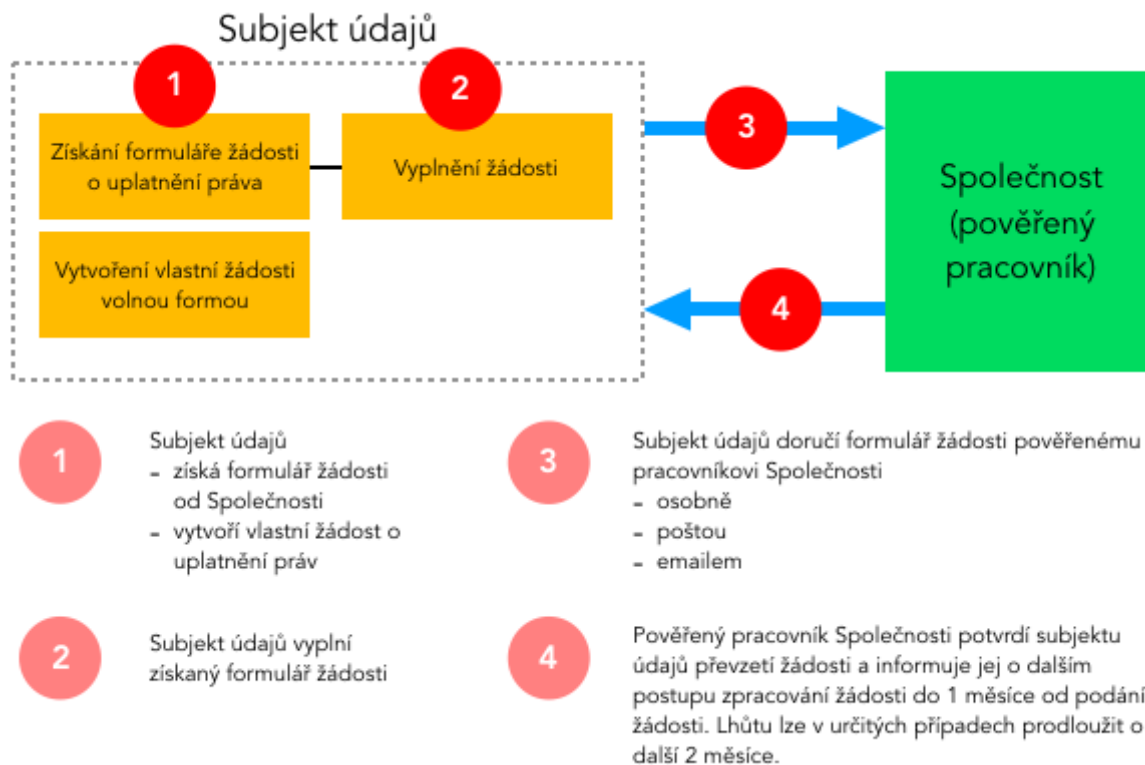 Subjekt údajů
1
2
3
Získání formuláře žádosti
o uplatnění práva
Vyplnění žádosti
Společnost
(pověřený
pracovník)
Vytvoření vlastní žádosti
volnou formou
4
1
Subjekt údajů
- získá formulář žádosti
od Společnosti
- vytvoří vlastní žádost o
uplatnění práv
3
Subjekt údajů doručí formulář žádosti pověřenému
pracovníkovi Společnosti
- osobně
- poštou
- emailem
2
Subjekt údajů vyplní
získaný formulář žádosti
4
Pověřený pracovník Společnosti potvrdí subjektu
údajů převzetí žádosti a informuje jej o dalším
postupu zpracování žádosti do 1 měsíce od podání
žádosti. Lhůtu lze v určitých případech prodloužit o
další 2 měsíce.